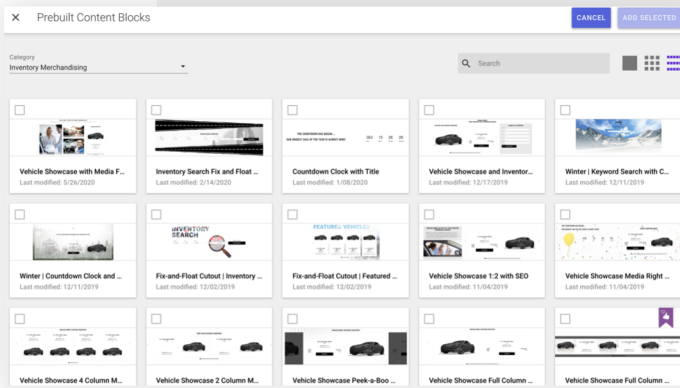 Prebuilt Content Blocks
CANCEL
ADD SELECTED
Category
Inventory Merchandising
Search
Vehicle Showcase with Media F...
Last modified: 5/26/2020
Inventory Search Fix and Float ...
Last modified: 2/14/2020
THE COUNTDOWN HAS BEGUN...
Countdown Clock with Title
Last modified: 1/08/2020
Vehicle Showcase and Inventor...
Last modified: 12/17/2019
Winter | Keyword Search with C...
Last modified: 12/11/2019
Winter | Countdown Clock and ...
Last modified: 12/11/2019
INVENTORY
SEARCH
Fix-and-Float Cutout | Inventory ...
Last modified: 12/02/2019
FEATURED VEHICLES
Fix-and-Float Cutout | Featured ...
Last modified: 12/02/2019
Vehicle Showcase 1:2 with SEO
Last modified: 11/04/2019
Vehicle Showcase Media Right ...
Last modified: 11/04/2019
Vehicle Showcase 4 Column M...
Vehicle Showcase 2 Column M...
Vehicle Showcase Peek-a-Boo ...
Vehicle Showcase Full Column ...
Vehicle Showcase Full Column ...